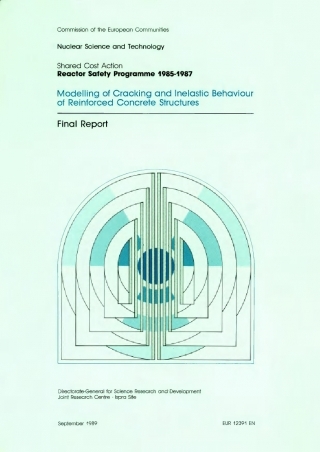 Commission of the European Communities
Nuclear Science and Technology
Shared Cost Action
Reactor Safety Programme 1985-1987
Modelling of Cracking and Inelastic Behaviour
of Reinforced Concrete Structures
Final Report
Directorate-General for Science Research and Development
Joint Research Centre - Ispra Site
September 1989
EUR 12391 EN